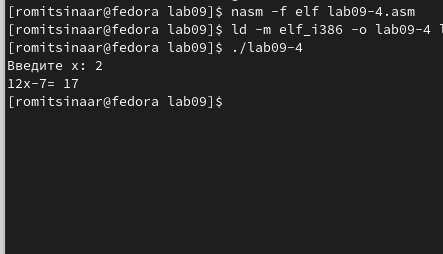 [romitsinaar@fedora lab09]$ nasm -f elf lab09-4.asm
[romitsinaar@fedora lab09]$ ld -m elf_i386 -o lab09-4
[romitsinaar@fedora lab09]$ ./lab09-4
Введите x: 2
12x-7= 17
[romitsinaar@fedora lab09]$